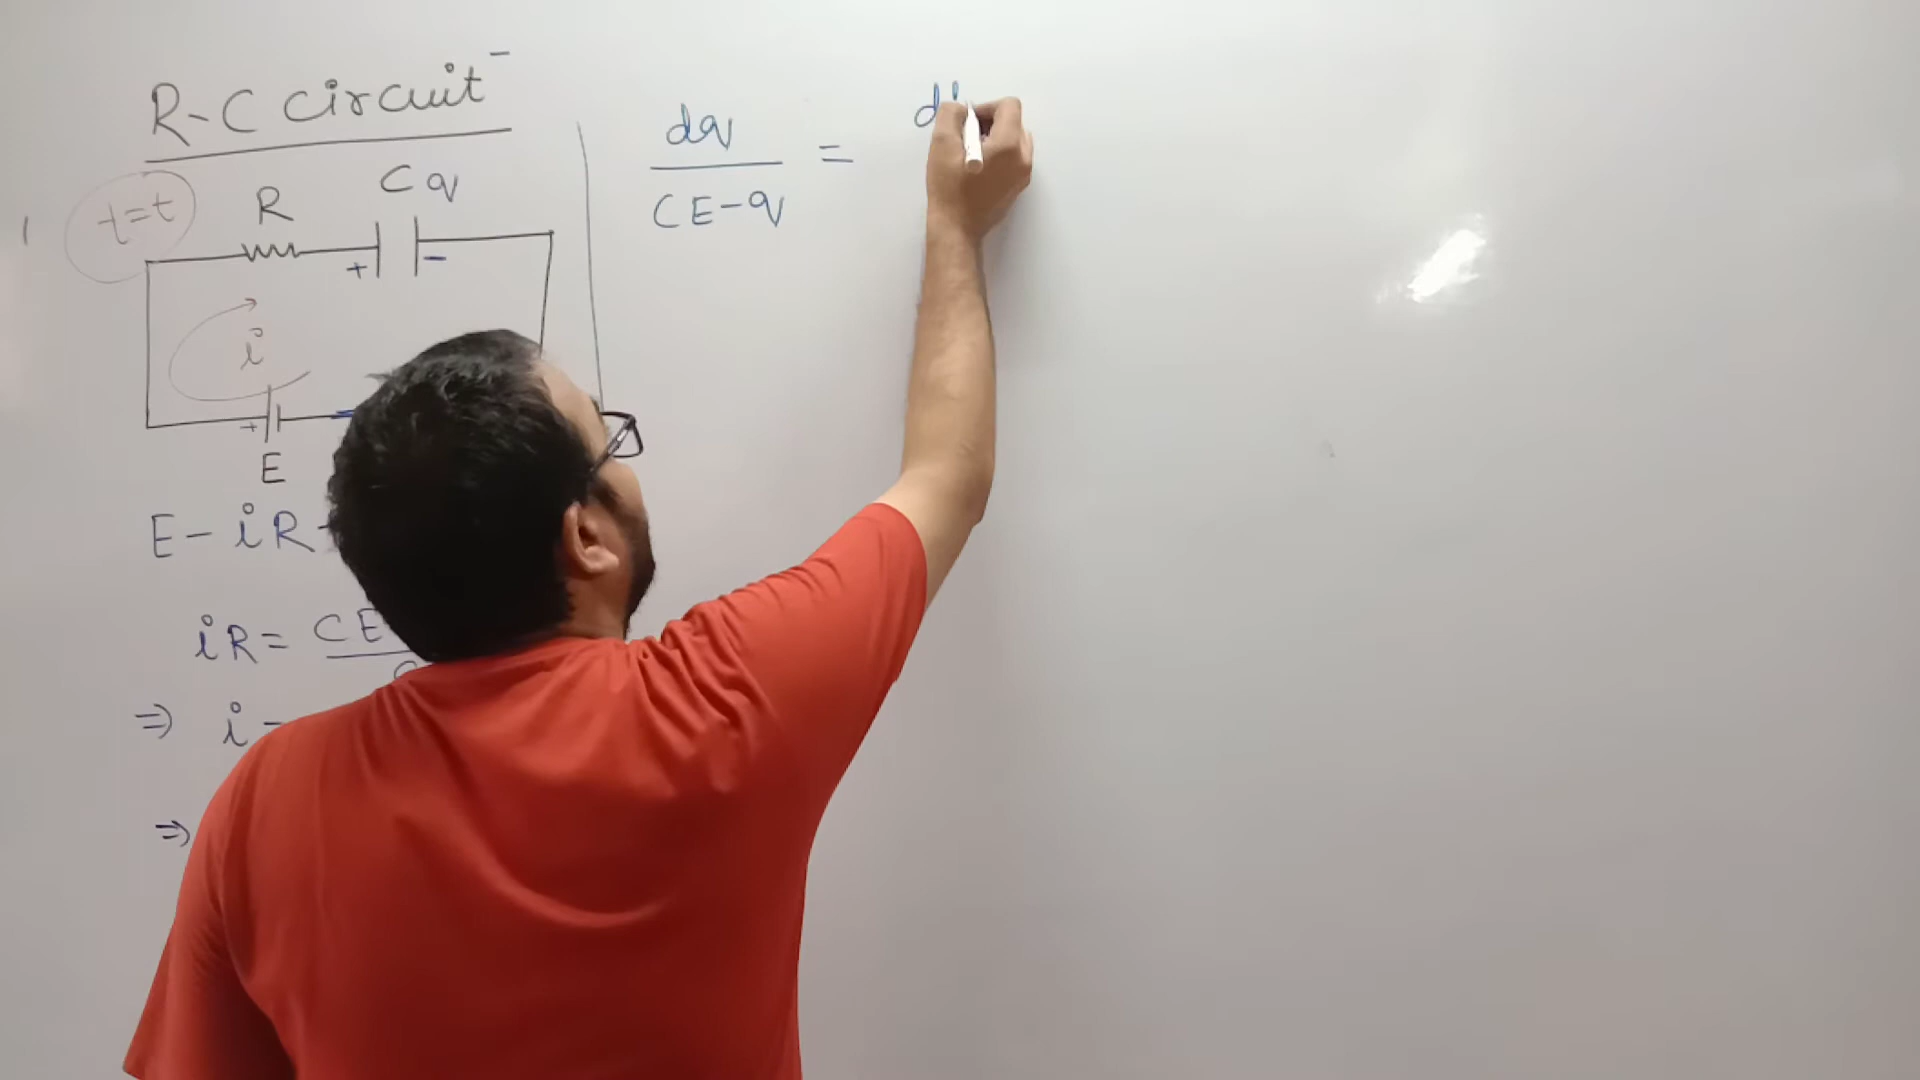 R-C circuit -
t=t
R
C q
+ -
i
+
E
E - iR -
iR = CE
⇒ i =
⇒
dq
CE-q
=
d